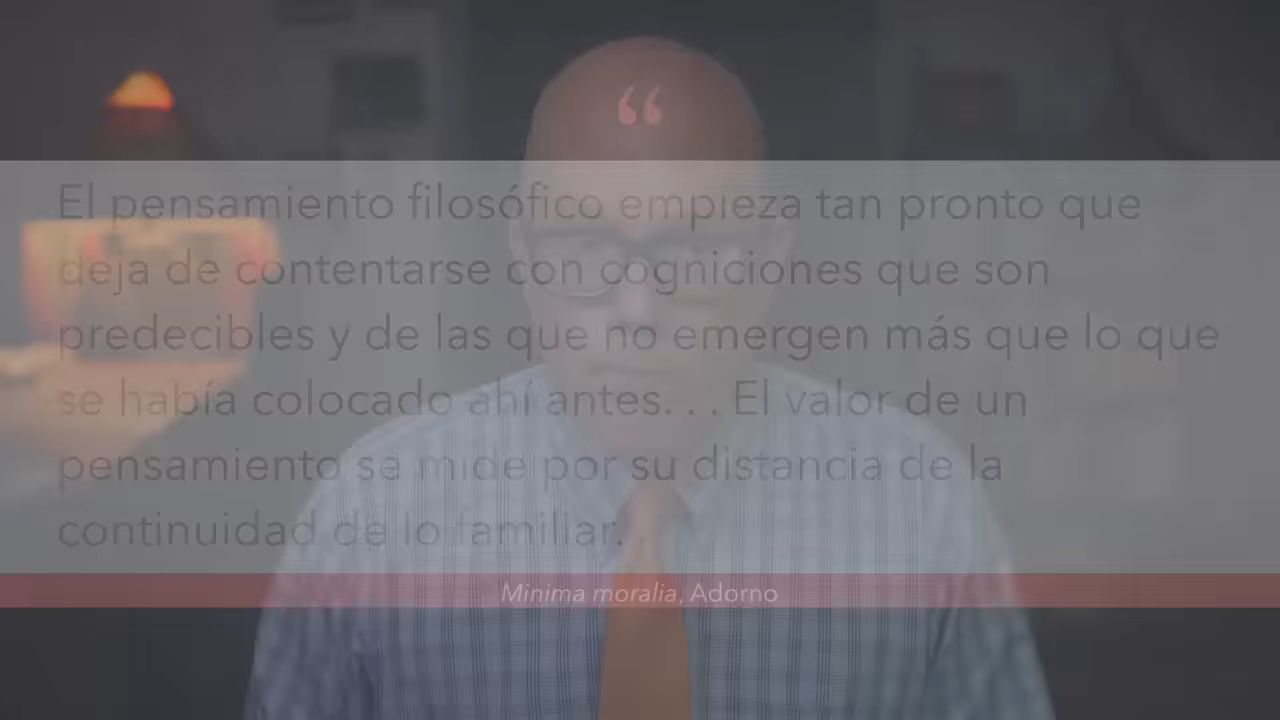 “
El pensamiento filosófico empieza tan pronto que
deja de contentarse con cogniciones que son
predecibles y de las que no emergen más que lo que
se había colocado ahí antes. . . El valor de un
pensamiento se mide por su distancia de la
continuidad de lo familiar. .
Minima moralia, Adorno